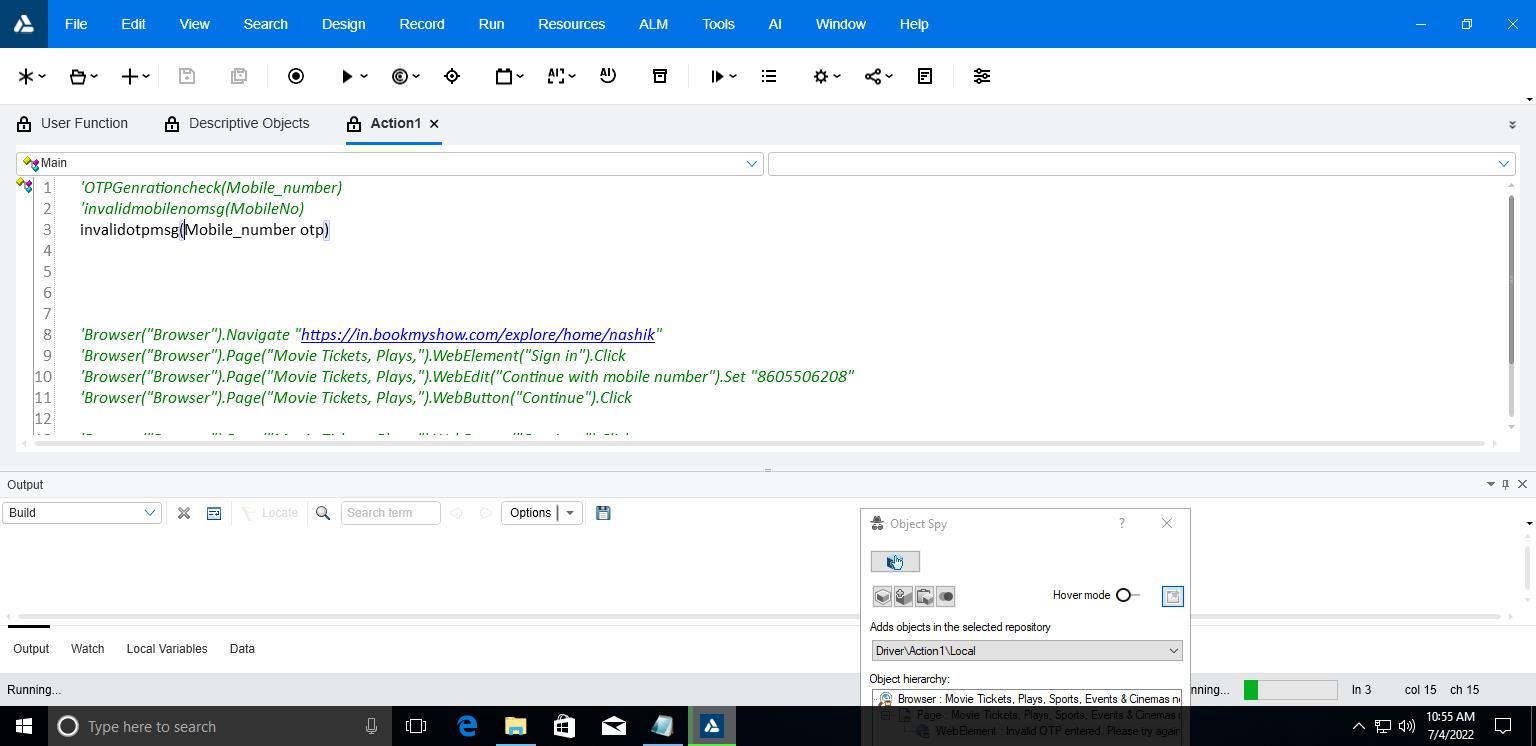 File Edit View Search Design Record Run Resources ALM Tools AI Window Help
User Function Descriptive Objects Action1
Main
1 'OTPGenrationcheck(Mobile_number)
2 'invalidmobilenomsg(MobileNo)
3 invalidotpmsg(Mobile_number otp)
4
5
6
7
8 'Browser("Browser").Navigate "https://in.bookmyshow.com/explore/home/nashik"
9 'Browser("Browser").Page("Movie Tickets, Plays,").WebElement("Sign in").Click
10 'Browser("Browser").Page("Movie Tickets, Plays,").WebEdit("Continue with mobile number").Set "8605506208"
11 'Browser("Browser").Page("Movie Tickets, Plays,").WebButton("Continue").Click
12
Output
Build Locate Search term Options
Object Spy ?
Hover mode
Adds objects in the selected repository
Driver\Action1\Local
Object hierarchy:
Browser : Movie Tickets, Plays, Sports, Events & Cinemas
Page : Movie Tickets, Plays, Sports, Events & Cinemas
WebElement : Invalid OTP entered. Please try again
Output Watch Local Variables Data
Running... nning... ln 3 col 15 ch 15
Type here to search
10:55 AM
7/4/2022